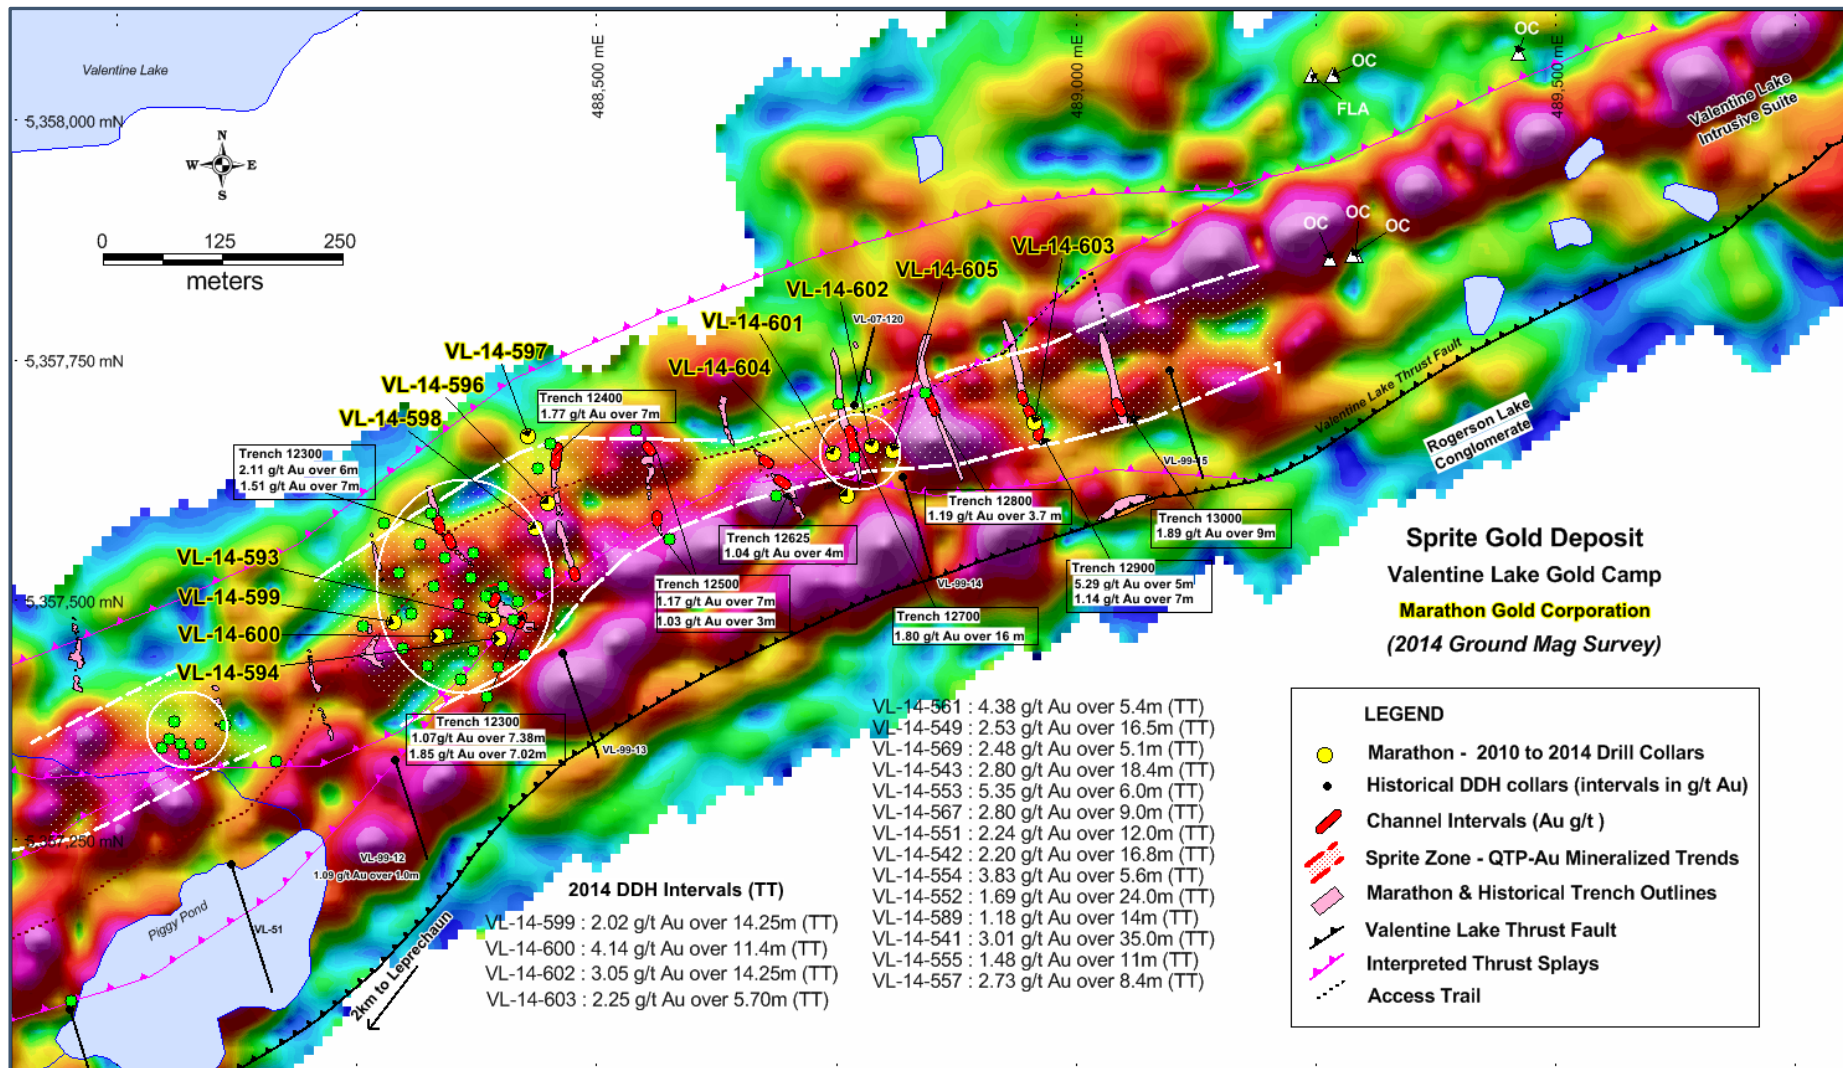 Valentine Lake
5,358,000 mN
N
W E
S
0 125 250
meters
488,500 mE
489,000 mE
489,500 mE
OC
OC
OC
FLA
Valentine Lake
Intrusive Suite
OC
OC
OC
VL-14-603
VL-14-605
VL-14-602
VL-07-120
VL-14-601
VL-14-604
5,357,750 mN
VL-14-597
VL-14-596
VL-14-598
Trench 12400
1.77 g/t Au over 7m
Trench 12300
2.11 g/t Au over 6m
1.51 g/t Au over 7m
Valentine Lake Thrust Fault
Rogerson Lake
Conglomerate
1
VL-99-15
Trench 12800
1.19 g/t Au over 3.7 m
Trench 13000
1.89 g/t Au over 9m
Trench 12625
1.04 g/t Au over 4m
Trench 12900
5.29 g/t Au over 5m
1.14 g/t Au over 7m
VL-99-14
Trench 12500
1.17 g/t Au over 7m
1.03 g/t Au over 3m
Trench 12700
1.80 g/t Au over 16 m
VL-14-593
VL-14-599
5,357,500 mN
VL-14-600
VL-14-594
Trench 12300
1.07g/t Au over 7.38m
1.85 g/t Au over 7.02m
VL-99-13
5,357,250 mN
VL-99-12
1.09 g/t Au over 1.0m
Piggy Pond
VL-51
2km to Leprechaun
Sprite Gold Deposit
Valentine Lake Gold Camp
Marathon Gold Corporation
(2014 Ground Mag Survey)
2014 DDH Intervals (TT)
VL-14-599 : 2.02 g/t Au over 14.25m (TT)
VL-14-600 : 4.14 g/t Au over 11.4m (TT)
VL-14-602 : 3.05 g/t Au over 14.25m (TT)
VL-14-603 : 2.25 g/t Au over 5.70m (TT)
VL-14-561 : 4.38 g/t Au over 5.4m (TT)
VL-14-549 : 2.53 g/t Au over 16.5m (TT)
VL-14-569 : 2.48 g/t Au over 5.1m (TT)
VL-14-543 : 2.80 g/t Au over 18.4m (TT)
VL-14-553 : 5.35 g/t Au over 6.0m (TT)
VL-14-567 : 2.80 g/t Au over 9.0m (TT)
VL-14-551 : 2.24 g/t Au over 12.0m (TT)
VL-14-542 : 2.20 g/t Au over 16.8m (TT)
VL-14-554 : 3.83 g/t Au over 5.6m (TT)
VL-14-552 : 1.69 g/t Au over 24.0m (TT)
VL-14-589 : 1.18 g/t Au over 14m (TT)
VL-14-541 : 3.01 g/t Au over 35.0m (TT)
VL-14-555 : 1.48 g/t Au over 11m (TT)
VL-14-557 : 2.73 g/t Au over 8.4m (TT)
LEGEND
Marathon - 2010 to 2014 Drill Collars
Historical DDH collars (intervals in g/t Au)
Channel Intervals (Au g/t )
Sprite Zone - QTP-Au Mineralized Trends
Marathon & Historical Trench Outlines
Valentine Lake Thrust Fault
Interpreted Thrust Splays
Access Trail